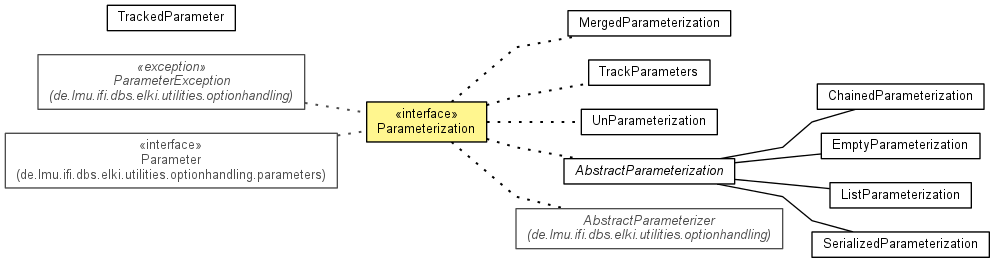 TrackedParameter
«exception»
ParameterException
(de.lmu.ifi.dbs.elki.utilities.optionhandling)
«interface»
Parameter
(de.lmu.ifi.dbs.elki.utilities.optionhandling.parameters)
«interface»
Parameterization
MergedParameterization
TrackParameters
UnParameterization
AbstractParameterization
AbstractParameterizer
(de.lmu.ifi.dbs.elki.utilities.optionhandling)
ChainedParameterization
EmptyParameterization
ListParameterization
SerializedParameterization